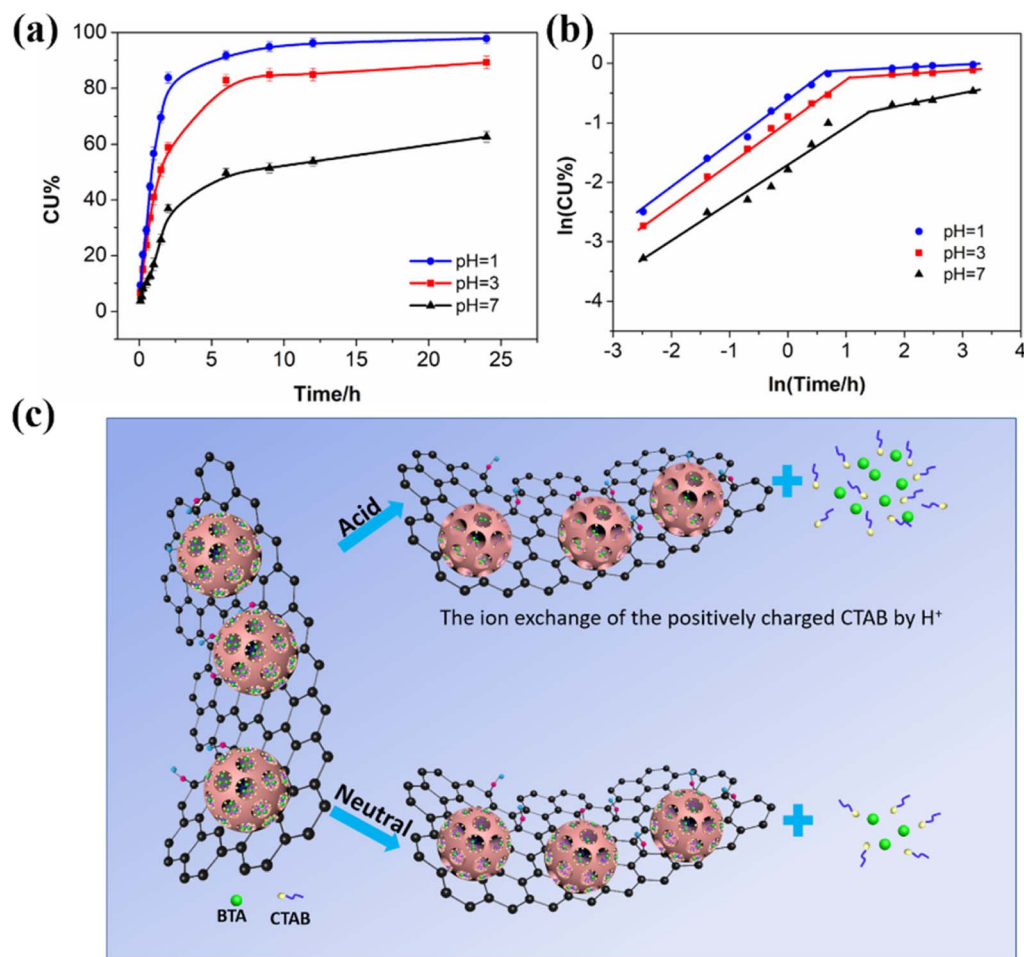 (a)
100
80
60
40
20
0
CU%
pH=1
pH=3
pH=7
0
5
10
15
20
25
Time/h
(b)
0
-1
-2
-3
-4
ln(CU%)
pH=1
pH=3
pH=7
-3
-2
-1
0
1
2
3
4
ln(Time/h)
(c)
Acid
The ion exchange of the positively charged CTAB by H⁺
Neutral
BTA
CTAB